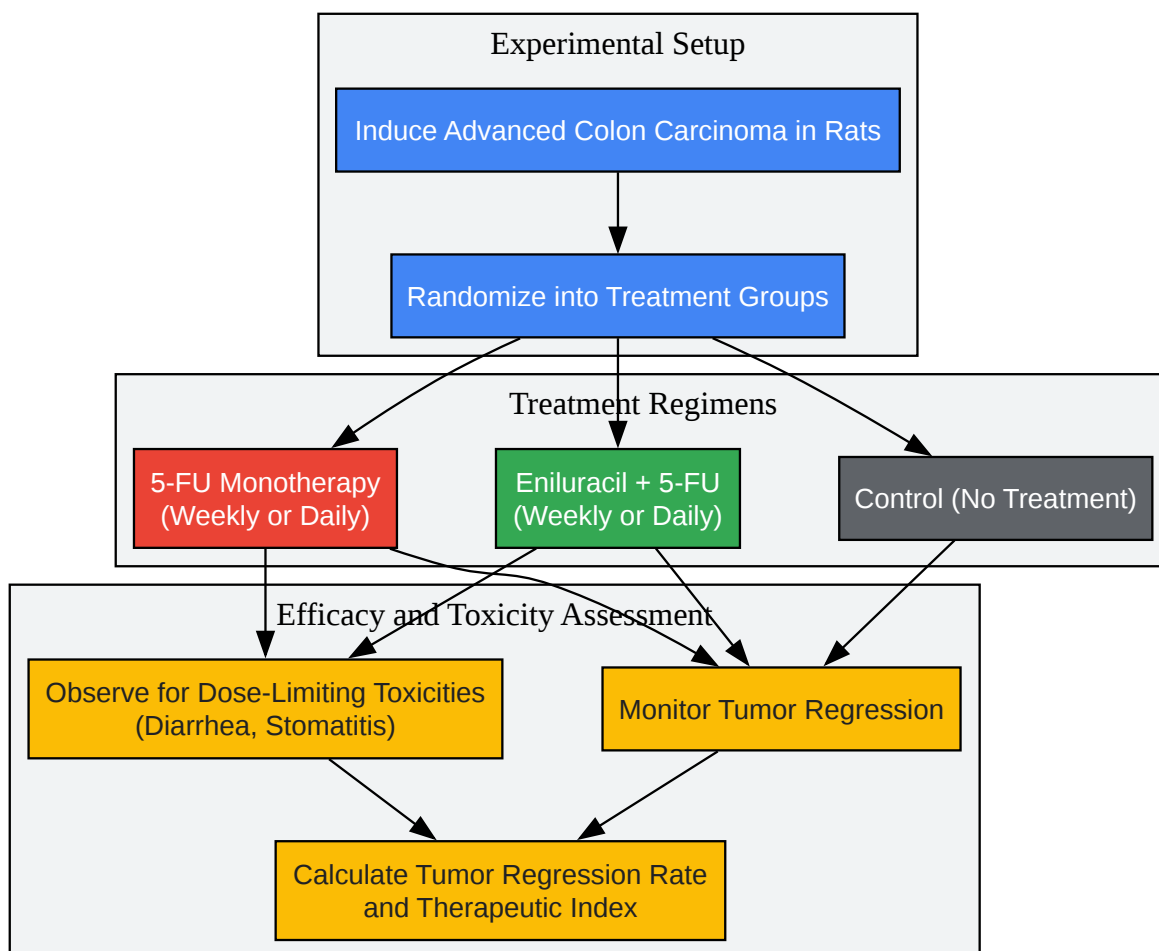 Experimental Setup
Induce Advanced Colon Carcinoma in Rats
Randomize into Treatment Groups
Treatment Regimens
5-FU Monotherapy
(Weekly or Daily)
Eniluracil + 5-FU
(Weekly or Daily)
Control (No Treatment)
Efficacy and Toxicity Assessment
Observe for Dose-Limiting Toxicities
(Diarrhea, Stomatitis)
Monitor Tumor Regression
Calculate Tumor Regression Rate
and Therapeutic Index